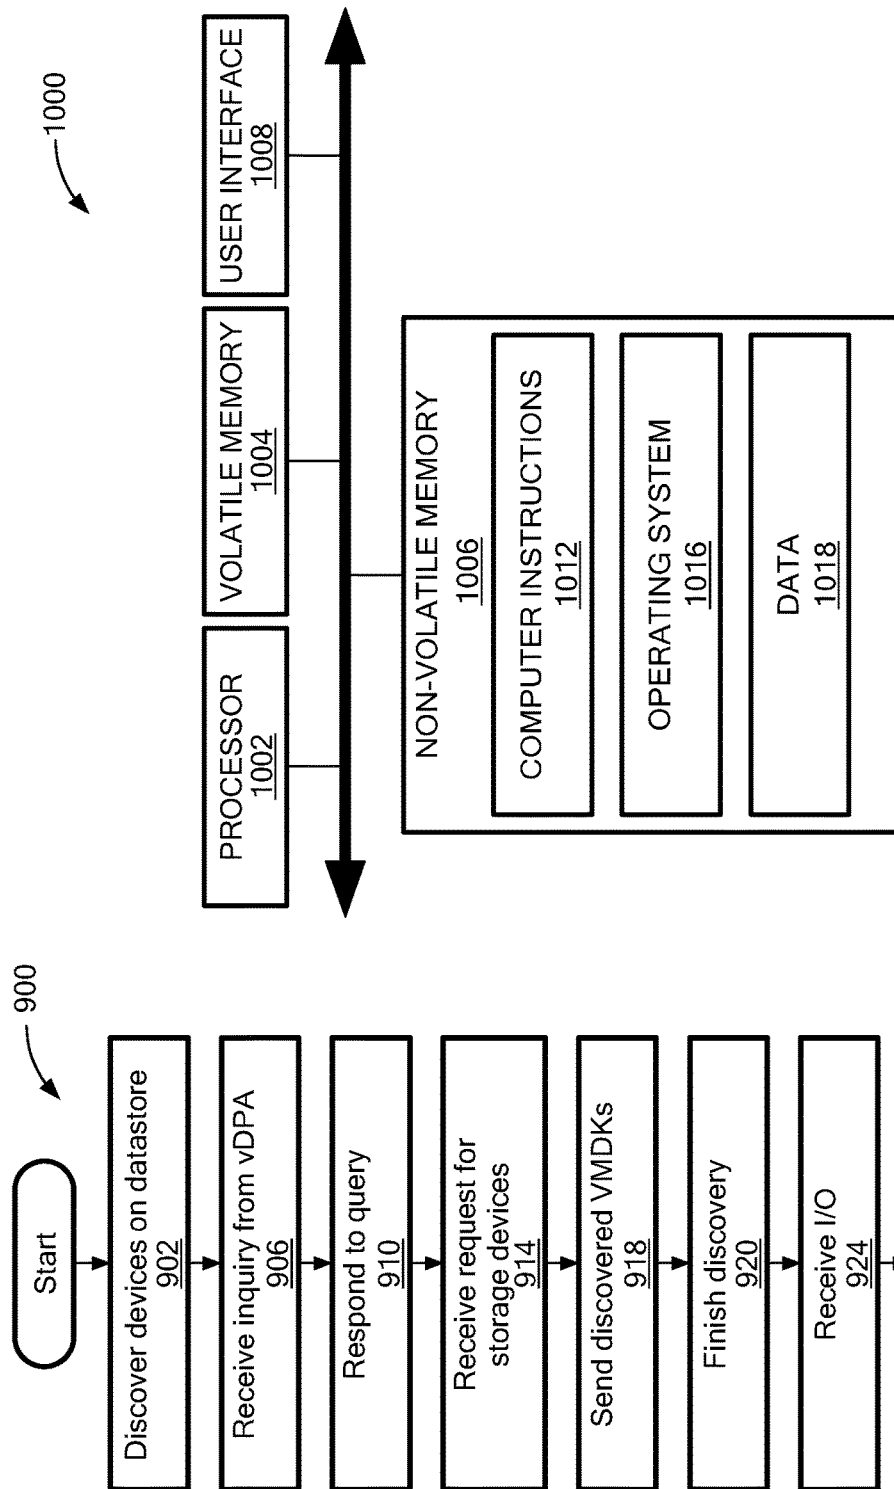 900
Start
Discover devices on datastore
902
Receive inquiry from vDPA
906
Respond to query
910
Receive request for
storage devices
914
Send discovered VMDKs
918
Finish discovery
920
Receive I/O
924
1000
PROCESSOR
1002
VOLATILE MEMORY
1004
USER INTERFACE
1008
NON-VOLATILE MEMORY
1006
COMPUTER INSTRUCTIONS
1012
OPERATING SYSTEM
1016
DATA
1018